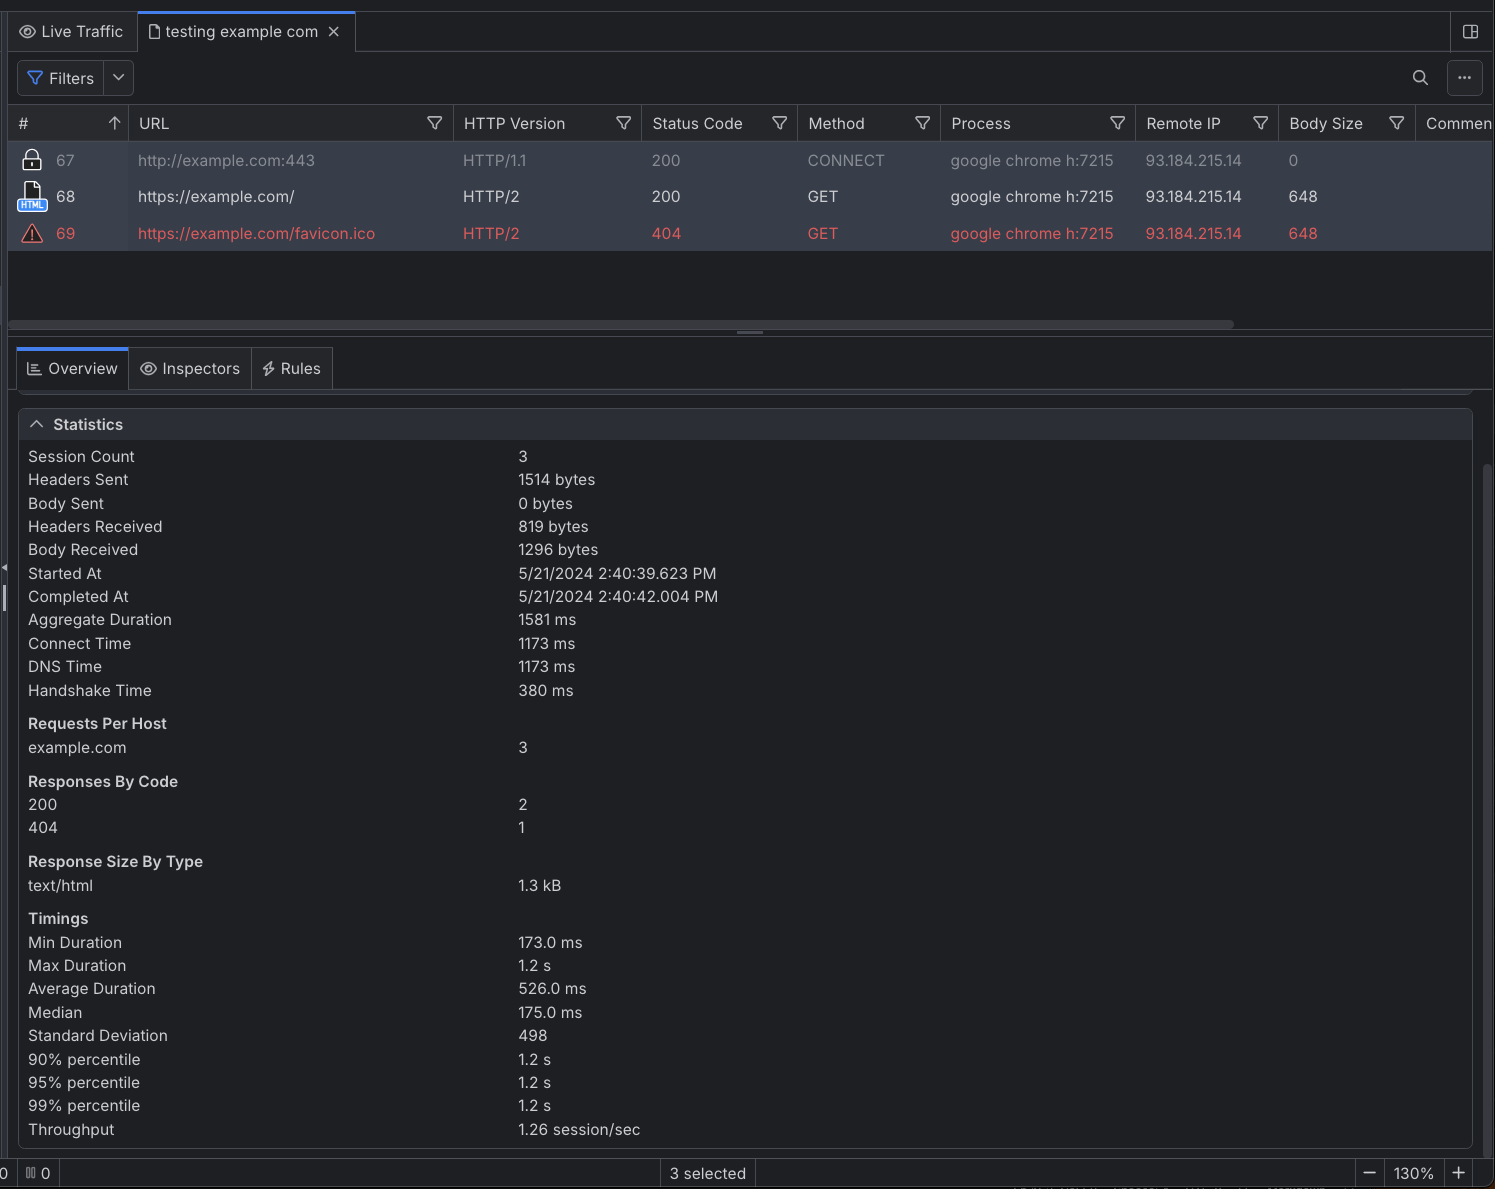 Live Traffic testing example com
Filters
# URL HTTP Version Status Code Method Process Remote IP Body Size Commen
67 http://example.com:443 HTTP/1.1 200 CONNECT google chrome h:7215 93.184.215.14 0
HTML 68 https://example.com/ HTTP/2 200 GET google chrome h:7215 93.184.215.14 648
69 https://example.com/favicon.ico HTTP/2 404 GET google chrome h:7215 93.184.215.14 648
Overview Inspectors Rules
Statistics
Session Count 3
Headers Sent 1514 bytes
Body Sent 0 bytes
Headers Received 819 bytes
Body Received 1296 bytes
Started At 5/21/2024 2:40:39.623 PM
Completed At 5/21/2024 2:40:42.004 PM
Aggregate Duration 1581 ms
Connect Time 1173 ms
DNS Time 1173 ms
Handshake Time 380 ms
Requests Per Host
example.com 3
Responses By Code
200 2
404 1
Response Size By Type
text/html 1.3 kB
Timings
Min Duration 173.0 ms
Max Duration 1.2 s
Average Duration 526.0 ms
Median 175.0 ms
Standard Deviation 498
90% percentile 1.2 s
95% percentile 1.2 s
99% percentile 1.2 s
Throughput 1.26 session/sec
0 0 3 selected 130%